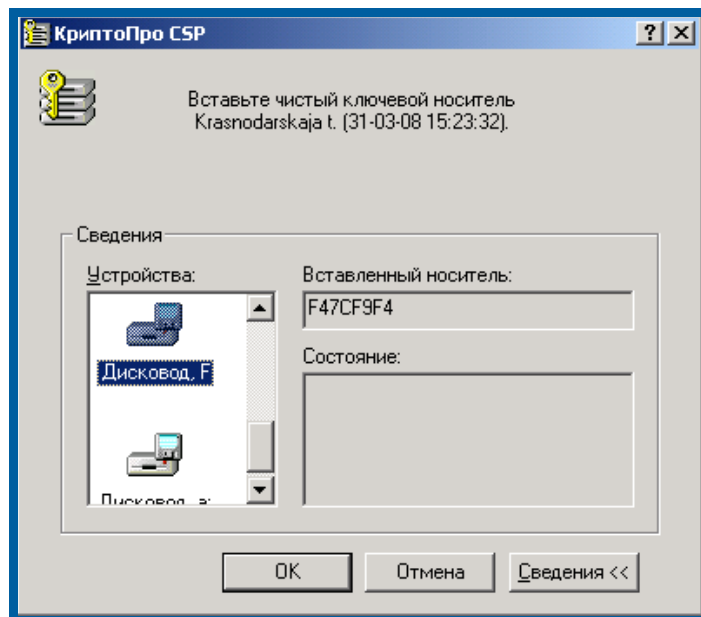 КриптоПро CSP
Вставьте чистый ключевой носитель
Krasnodarskaja t. (31-03-08 15:23:32).
Сведения
Устройства:
Вставленный носитель:
F47CF9F4
Дисковод, F
Состояние:
Дисковод, a:
OK
Отмена
Сведения <<